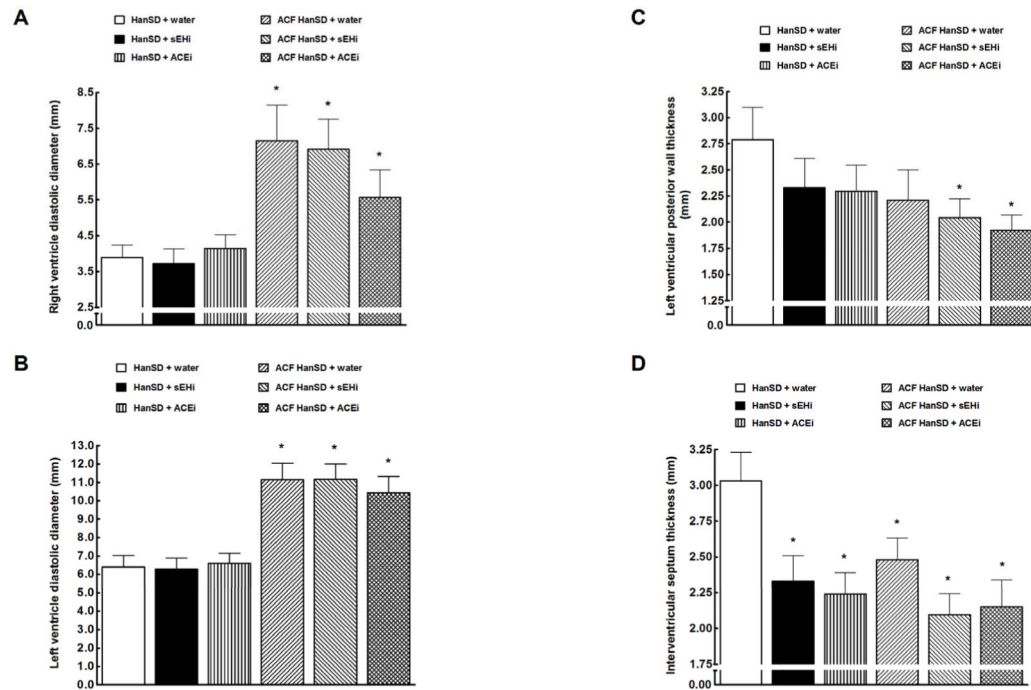 A
HanSD + water
ACF HanSD + water
HanSD + sEHi
ACF HanSD + sEHi
HanSD + ACEi
ACF HanSD + ACEi
Right ventricle diastolic diameter (mm)
8.5
7.5
6.5
5.5
4.5
3.5
2.5
0.0
*
*
*
B
HanSD + water
ACF HanSD + water
HanSD + sEHi
ACF HanSD + sEHi
HanSD + ACEi
ACF HanSD + ACEi
Left ventricle diastolic diameter (mm)
13.0
12.0
11.0
10.0
9.0
8.0
7.0
6.0
5.0
4.0
3.0
2.0
1.0
0.0
*
*
*
C
HanSD + water
ACF HanSD + water
HanSD + sEHi
ACF HanSD + sEHi
HanSD + ACEi
ACF HanSD + ACEi
Left ventricular posterior wall thickness
(mm)
3.25
2.75
2.25
1.75
1.25
0.0
*
*
D
HanSD + water
ACF HanSD + water
HanSD + sEHi
ACF HanSD + sEHi
HanSD + ACEi
ACF HanSD + ACEi
Interventricular septum thickness (mm)
3.25
3.00
2.75
2.50
2.25
2.00
1.75
0.00
*
*
*
*
*